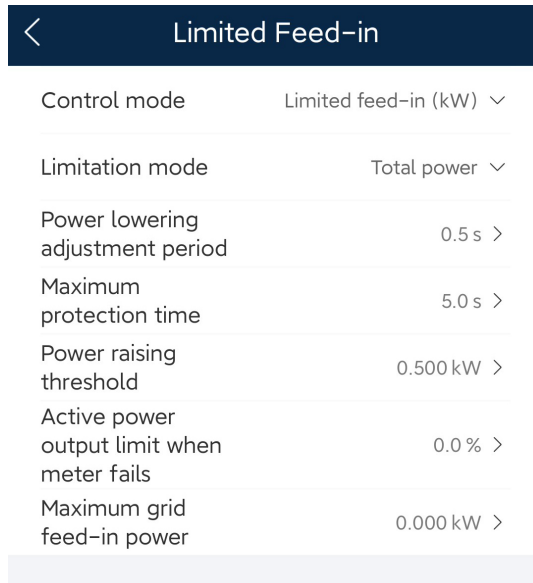 Limited Feed-in
Control mode Limited feed-in (kW)
Limitation mode Total power
Power lowering
adjustment period 0.5 s
Maximum
protection time 5.0 s
Power raising
threshold 0.500 kW
Active power
output limit when
meter fails 0.0 %
Maximum grid
feed-in power 0.000 kW